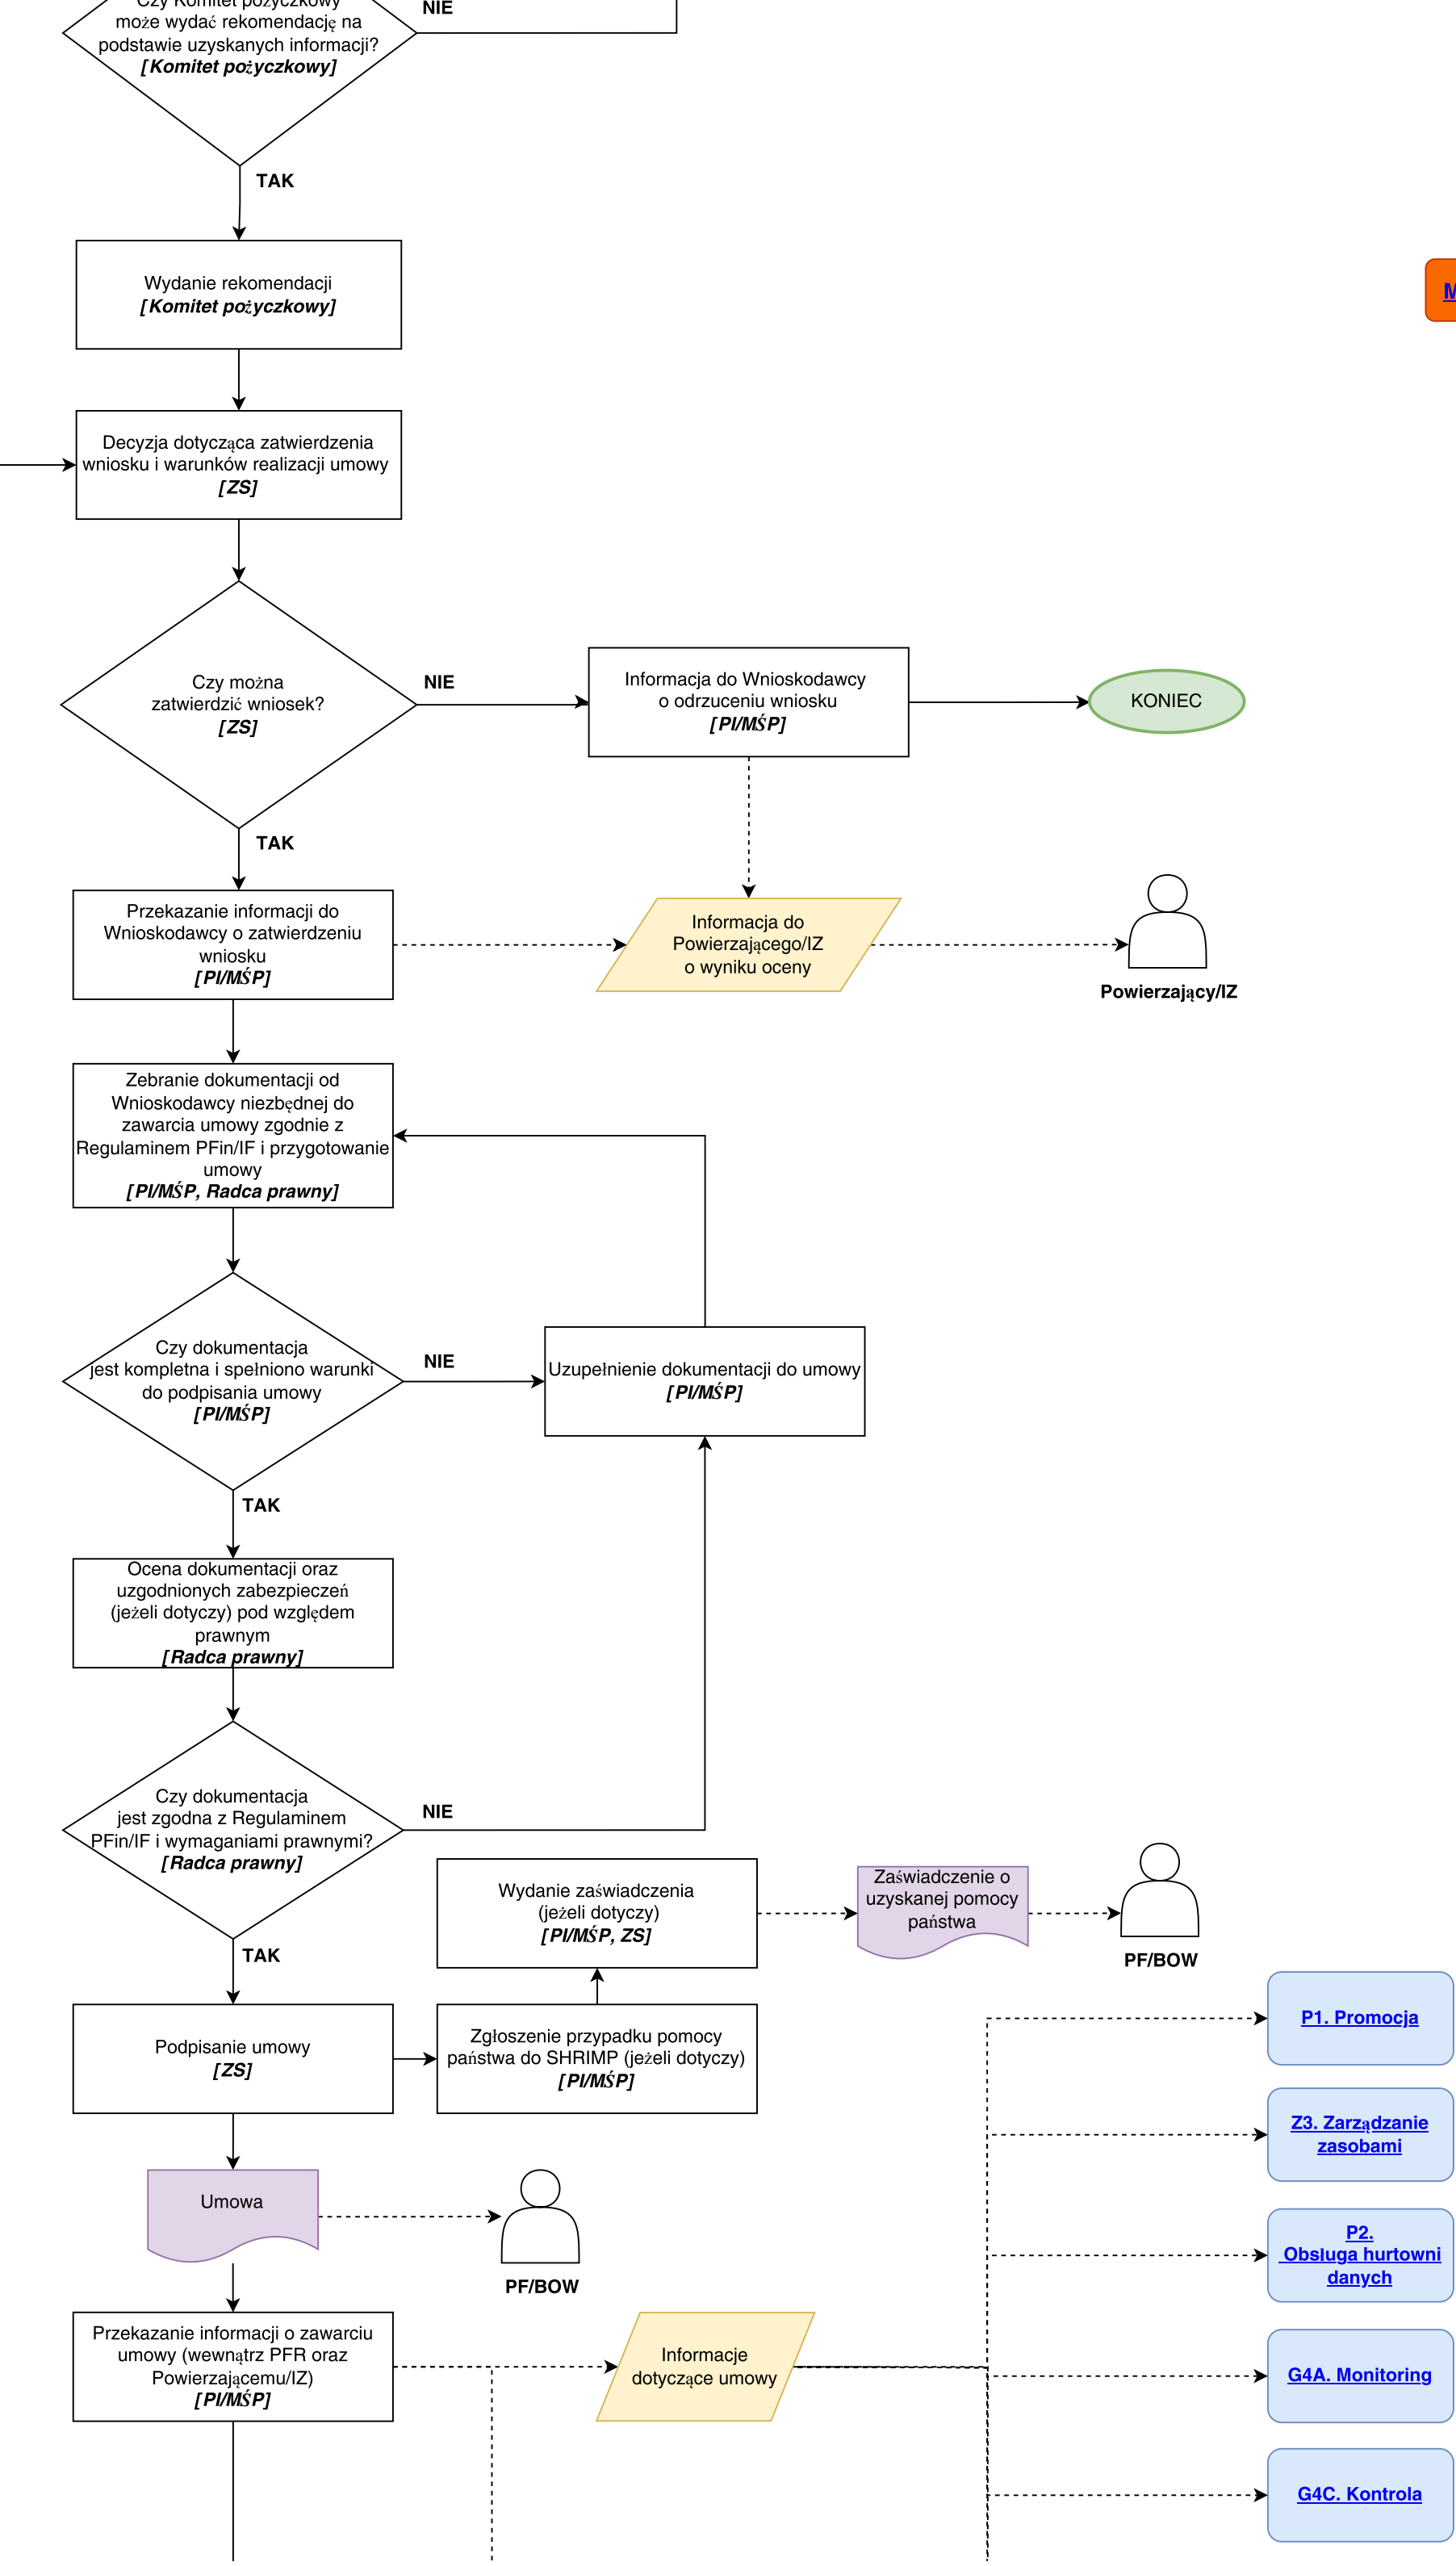 Czy Komitet pożyczkowy
może wydać rekomendację na
podstawie uzyskanych informacji?
[Komitet pożyczkowy]
NIE
TAK
Wydanie rekomendacji
[Komitet pożyczkowy]
M
Decyzja dotycząca zatwierdzenia
wniosku i warunków realizacji umowy
[ZS]
Czy można
zatwierdzić wniosek?
[ZS]
NIE
Informacja do Wnioskodawcy
o odrzuceniu wniosku
[PI/MŚP]
KONIEC
TAK
Przekazanie informacji do
Wnioskodawcy o zatwierdzeniu
wniosku
[PI/MŚP]
Informacja do
Powierzającego/IZ
o wyniku oceny
Powierzający/IZ
Zebranie dokumentacji od
Wnioskodawcy niezbędnej do
zawarcia umowy zgodnie z
Regulaminem PFin/IF i przygotowanie
umowy
[PI/MŚP, Radca prawny]
Czy dokumentacja
jest kompletna i spełniono warunki
do podpisania umowy
[PI/MŚP]
NIE
Uzupełnienie dokumentacji do umowy
[PI/MŚP]
TAK
Ocena dokumentacji oraz
uzgodnionych zabezpieczeń
(jeżeli dotyczy) pod względem
prawnym
[Radca prawny]
Czy dokumentacja
jest zgodna z Regulaminem
PFin/IF i wymaganiami prawnymi?
[Radca prawny]
NIE
Wydanie zaświadczenia
(jeżeli dotyczy)
[PI/MŚP, ZS]
Zaświadczenie o
uzyskanej pomocy
państwa
PF/BOW
TAK
Podpisanie umowy
[ZS]
Zgłoszenie przypadku pomocy
państwa do SHRIMP (jeżeli dotyczy)
[PI/MŚP]
P1. Promocja
Z3. Zarządzanie
zasobami
Umowa
PF/BOW
P2.
Obsługa hurtowni
danych
Przekazanie informacji o zawarciu
umowy (wewnątrz PFR oraz
Powierzającemu/IZ)
[PI/MŚP]
Informacje
dotyczące umowy
G4A. Monitoring
G4C. Kontrola